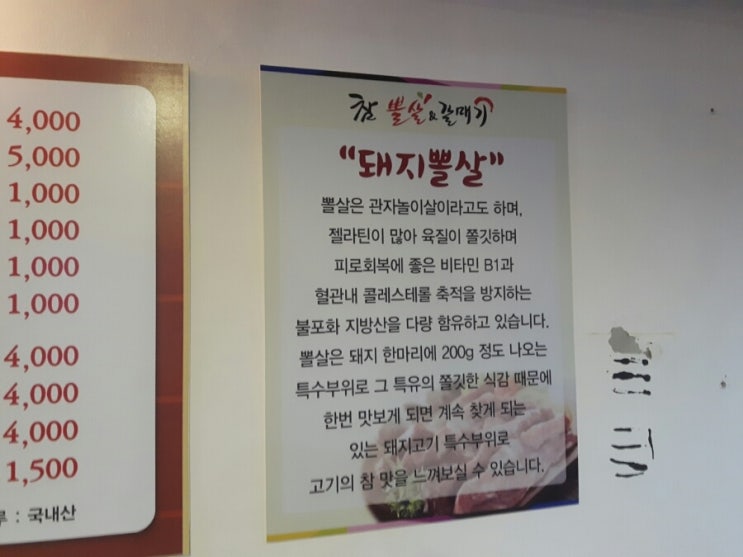 4,000
5,000
1,000
1,000
1,000
1,000
4,000
4,000
4,000
1,500
: 국내산
참 뽈살&갈매기
“돼지뽈살”
뽈살은 관자놀이살이라고도 하며,
젤라틴이 많아 육질이 쫄깃하며
피로회복에 좋은 비타민 B1과
혈관내 콜레스테롤 축적을 방지하는
불포화 지방산을 다량 함유하고 있습니다.
뽈살은 돼지 한마리에 200g 정도 나오는
특수부위로 그 특유의 쫄깃한 식감 때문에
한번 맛보게 되면 계속 찾게 되는
있는 돼지고기 특수부위로
고기의 참 맛을 느껴보실 수 있습니다.